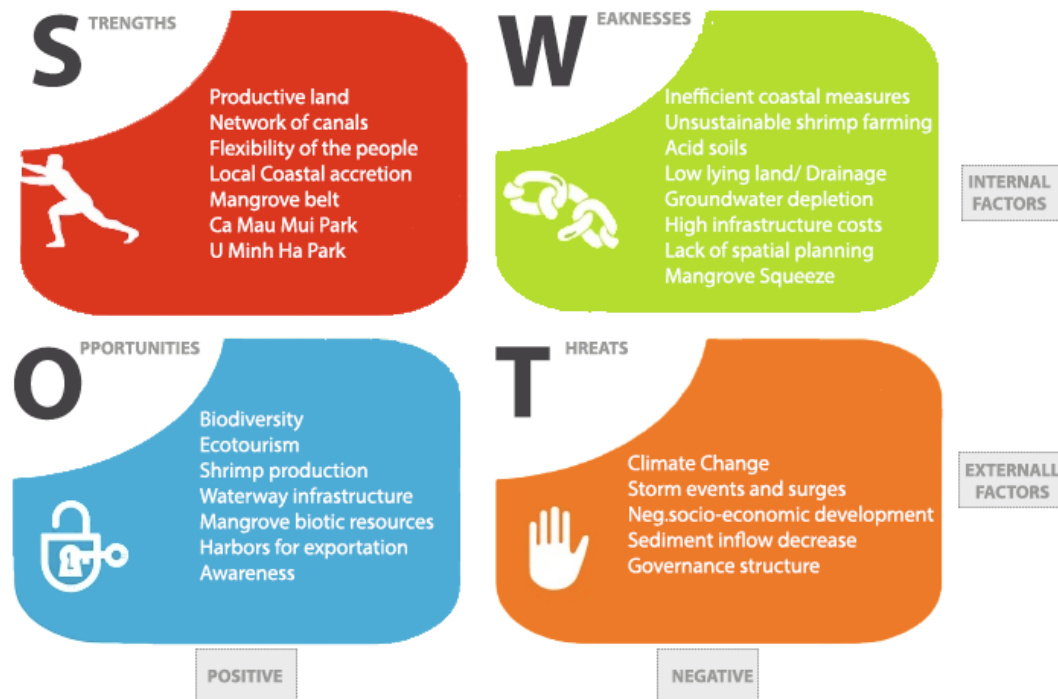 STRENGTHS
Productive land
Network of canals
Flexibility of the people
Local Coastal accretion
Mangrove belt
Ca Mau Mui Park
U Minh Ha Park
WEAKNESSES
Inefficient coastal measures
Unsustainable shrimp farming
Acid soils
Low lying land/ Drainage
Groundwater depletion
High infrastructure costs
Lack of spatial planning
Mangrove Squeeze
INTERNAL
FACTORS
OPPORTUNITIES
Biodiversity
Ecotourism
Shrimp production
Waterway infrastructure
Mangrove biotic resources
Harbors for exportation
Awareness
THREATS
Climate Change
Storm events and surges
Neg.socio-economic development
Sediment inflow decrease
Governance structure
EXTERNALL
FACTORS
POSITIVE
NEGATIVE